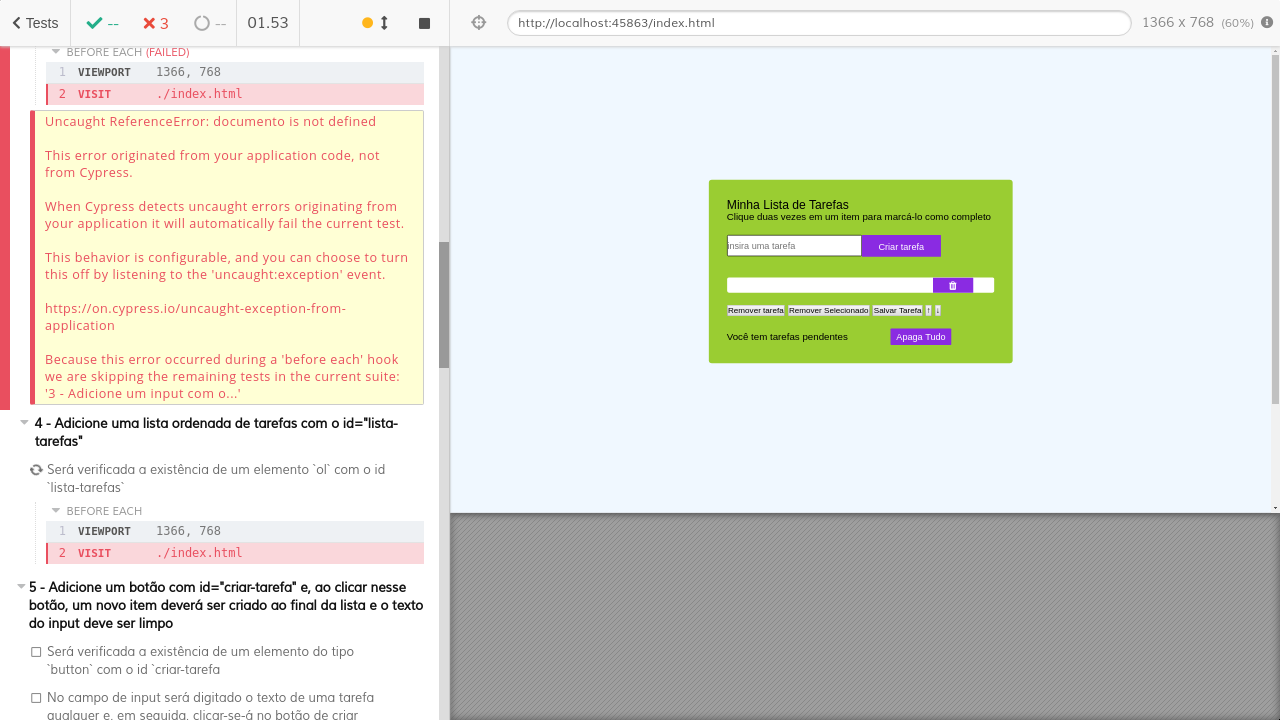 Tests
--
3
--
01.53
http://localhost:45863/index.html
1366 x 768 (60%)
BEFORE EACH (FAILED)
1 VIEWPORT 1366, 768
2 VISIT ./index.html
Uncaught ReferenceError: documento is not defined
This error originated from your application code, not
from Cypress.
When Cypress detects uncaught errors originating from
your application it will automatically fail the current test.
This behavior is configurable, and you can choose to turn
this off by listening to the 'uncaught:exception' event.
https://on.cypress.io/uncaught-exception-from-
application
Because this error occurred during a 'before each' hook
we are skipping the remaining tests in the current suite:
'3 - Adicione um input com o...'
4 - Adicione uma lista ordenada de tarefas com o id="lista-
tarefas"
Será verificada a existência de um elemento `ol` com o id
`lista-tarefas`
BEFORE EACH
1 VIEWPORT 1366, 768
2 VISIT ./index.html
5 - Adicione um botão com id="criar-tarefa" e, ao clicar nesse
botão, um novo item deverá ser criado ao final da lista e o texto
do input deve ser limpo
Será verificada a existência de um elemento do tipo
`button` com o id `criar-tarefa
No campo de input será digitado o texto de uma tarefa
qualquer e, em seguida, clicar-se-á no botão de criar
Minha Lista de Tarefas
Clique duas vezes em um item para marcá-lo como completo
insira uma tarefa
Criar tarefa
Remover tarefa Remover Selecionado Salvar Tarefa ↑ ↓
Você tem tarefas pendentes
Apaga Tudo